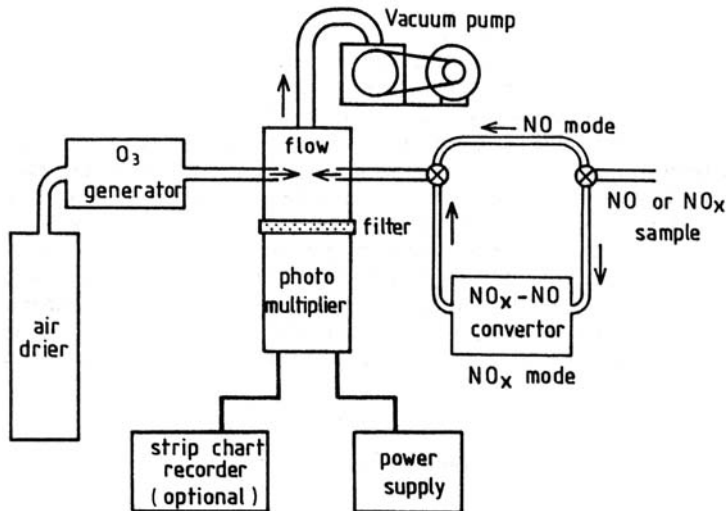 Vacuum pump
O₃
generator
flow
NO mode
NO or NOₓ
sample
filter
photo
multiplier
NOₓ–NO
convertor
NOₓ mode
air
drier
strip chart
recorder
(optional)
power
supply